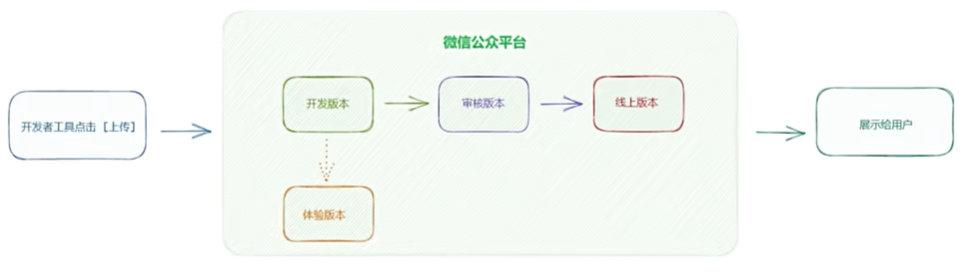 微信公众平台
开发者工具点击【上传】
开发版本
审核版本
线上版本
展示给用户
体验版本